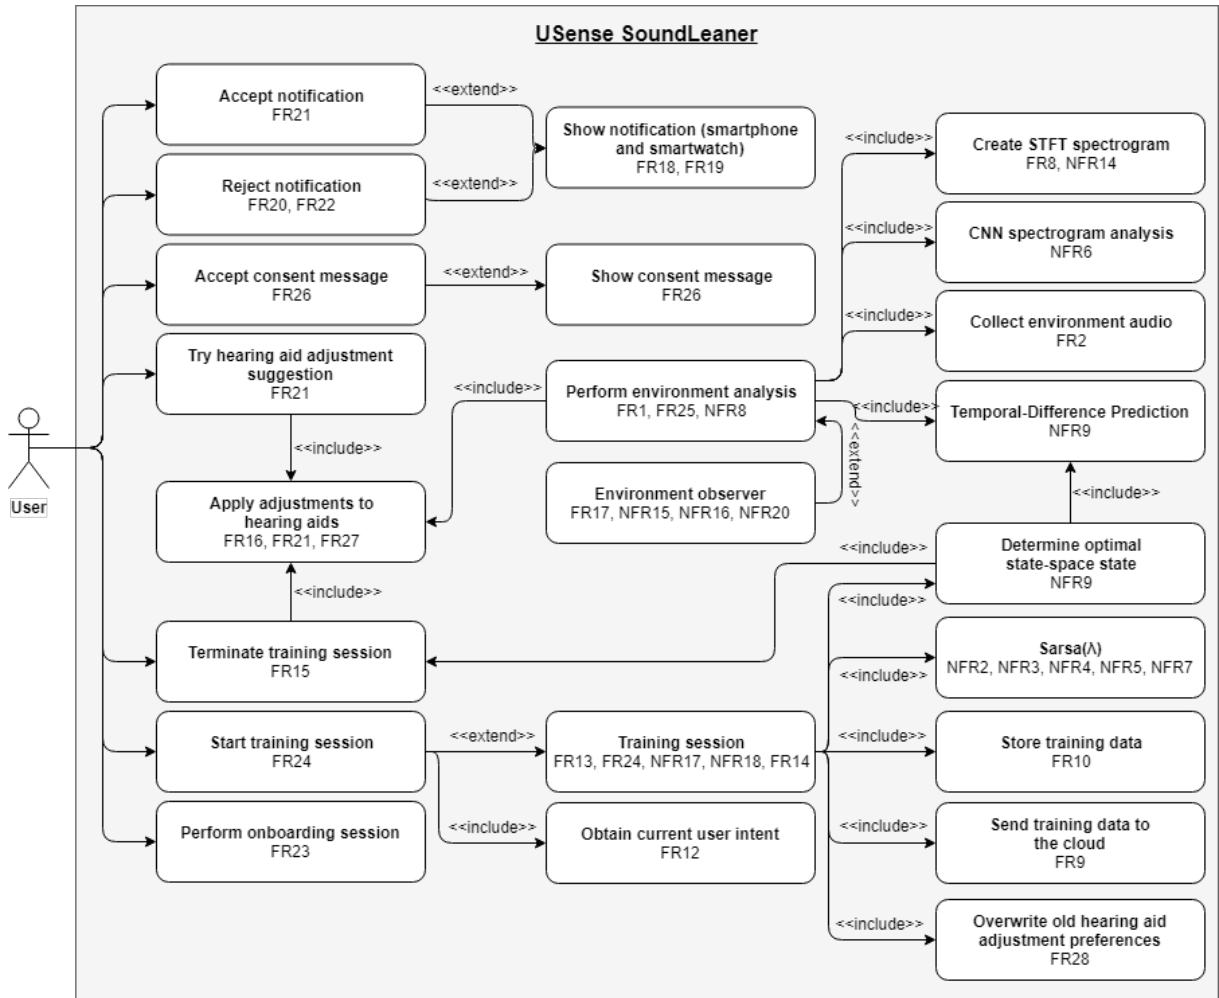 USense SoundLeaner
Accept notification
FR21
<<extend>>
Show notification (smartphone
and smartwatch)
FR18, FR19
Reject notification
FR20, FR22
<<extend>>
Accept consent message
FR26
<<extend>>
Show consent message
FR26
Try hearing aid adjustment
suggestion
FR21
<<include>>
Apply adjustments to
hearing aids
FR16, FR21, FR27
<<include>>
Terminate training session
FR15
Start training session
FR24
Perform onboarding session
FR23
User
<<include>>
Perform environment analysis
FR1, FR25, NFR8
<<extend>>
Environment observer
FR17, NFR15, NFR16, NFR20
<<extend>>
Training session
FR13, FR24, NFR17, NFR18, FR14
<<include>>
Obtain current user intent
FR12
<<include>>
Create STFT spectrogram
FR8, NFR14
<<include>>
CNN spectrogram analysis
NFR6
<<include>>
Collect environment audio
FR2
<<include>>
Temporal-Difference Prediction
NFR9
<<include>>
<<include>>
Determine optimal
state-space state
NFR9
<<include>>
<<include>>
Sarsa(λ)
NFR2, NFR3, NFR4, NFR5, NFR7
<<include>>
Store training data
FR10
<<include>>
Send training data to
the cloud
FR9
<<include>>
Overwrite old hearing aid
adjustment preferences
FR28